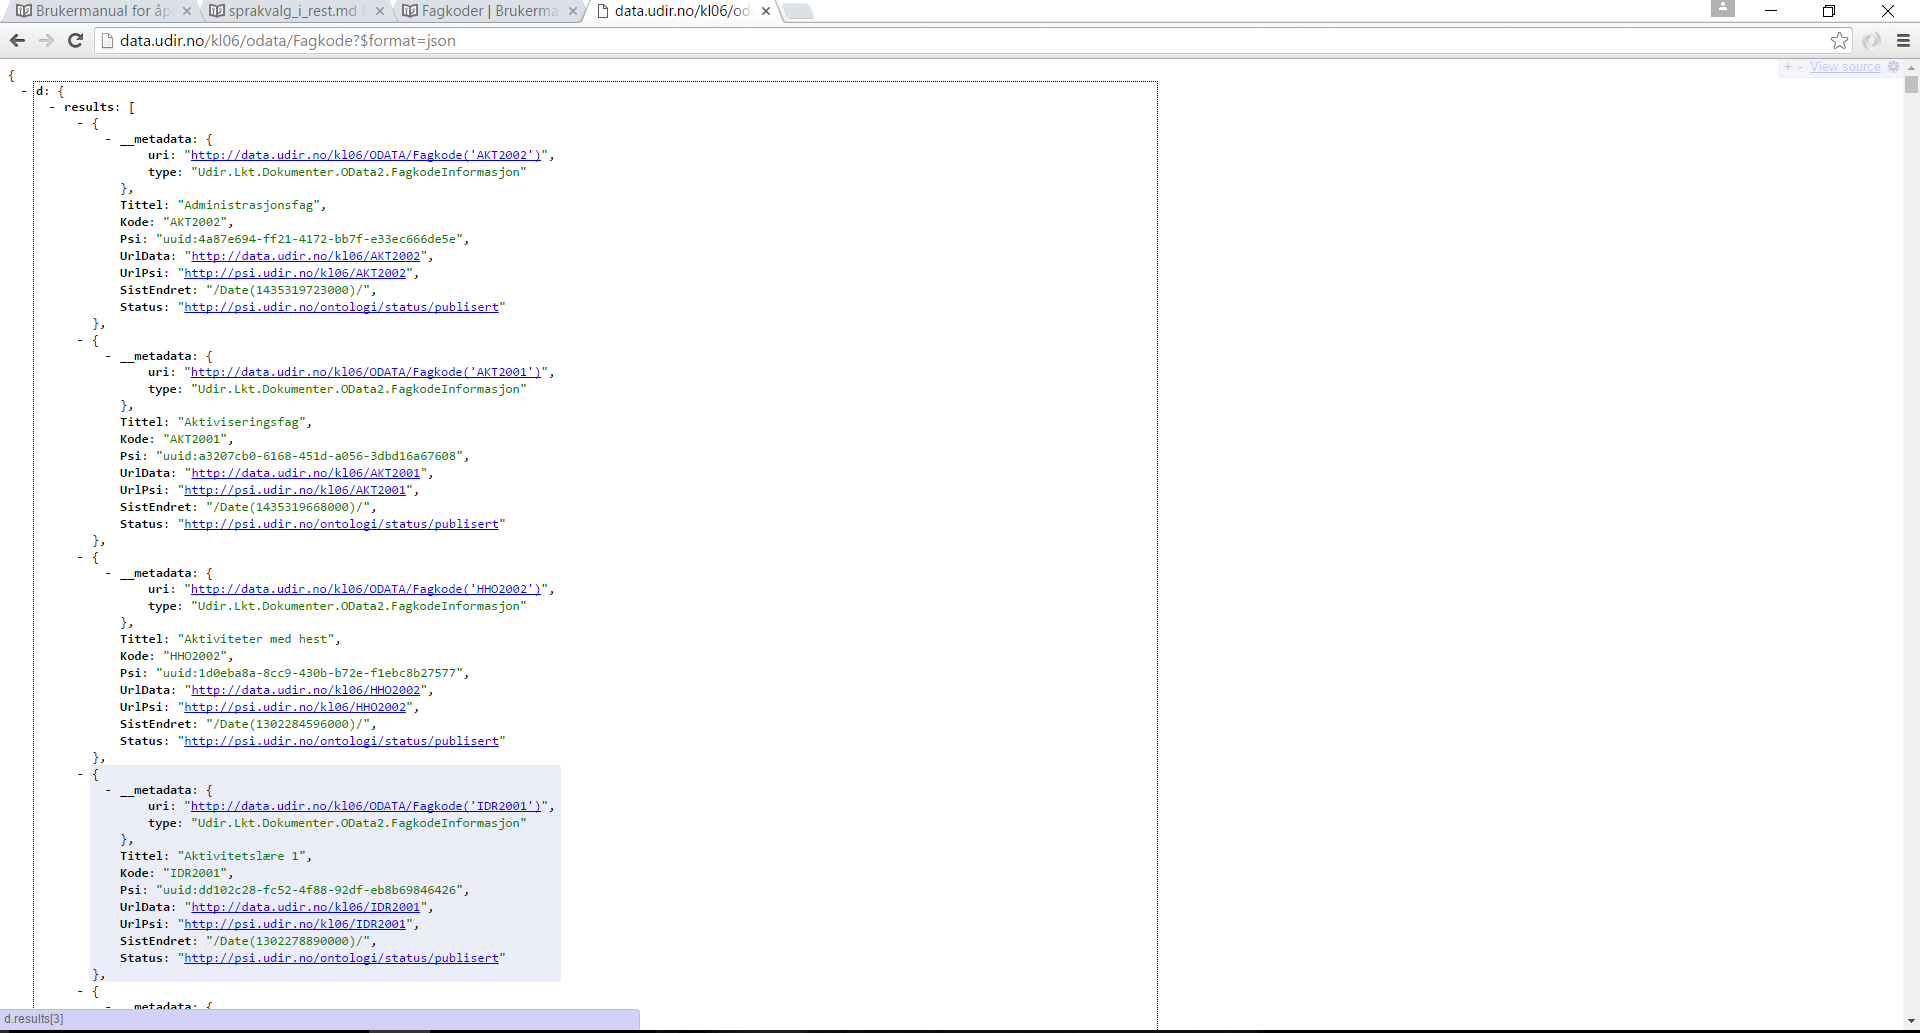 Brukermanual for åp
sprakvalg_i_rest.md
Fagkoder | Brukerma
data.udir.no/kl06/od
data.udir.no/kl06/odata/Fagkode?$format=json
+ - View source
{
- d: {
- results: [
- {
- __metadata: {
uri: "http://data.udir.no/kl06/ODATA/Fagkode('AKT2002')",
type: "Udir.Lkt.Dokumenter.OData2.FagkodeInformasjon"
},
Tittel: "Administrasjonsfag",
Kode: "AKT2002",
Psi: "uuid:4a87e694-ff21-4172-bb7f-e33ec666de5e",
UrlData: "http://data.udir.no/kl06/AKT2002",
UrlPsi: "http://psi.udir.no/kl06/AKT2002",
SistEndret: "/Date(1435319723000)/",
Status: "http://psi.udir.no/ontologi/status/publisert"
},
- {
- __metadata: {
uri: "http://data.udir.no/kl06/ODATA/Fagkode('AKT2001')",
type: "Udir.Lkt.Dokumenter.OData2.FagkodeInformasjon"
},
Tittel: "Aktiviseringsfag",
Kode: "AKT2001",
Psi: "uuid:a3207cb0-6168-451d-a056-3dbd16a67608",
UrlData: "http://data.udir.no/kl06/AKT2001",
UrlPsi: "http://psi.udir.no/kl06/AKT2001",
SistEndret: "/Date(1435319668000)/",
Status: "http://psi.udir.no/ontologi/status/publisert"
},
- {
- __metadata: {
uri: "http://data.udir.no/kl06/ODATA/Fagkode('HHO2002')",
type: "Udir.Lkt.Dokumenter.OData2.FagkodeInformasjon"
},
Tittel: "Aktiviteter med hest",
Kode: "HHO2002",
Psi: "uuid:1d0eba8a-8cc9-430b-b72e-f1ebc8b27577",
UrlData: "http://data.udir.no/kl06/HHO2002",
UrlPsi: "http://psi.udir.no/kl06/HHO2002",
SistEndret: "/Date(1302284596000)/",
Status: "http://psi.udir.no/ontologi/status/publisert"
},
- {
- __metadata: {
uri: "http://data.udir.no/kl06/ODATA/Fagkode('IDR2001')",
type: "Udir.Lkt.Dokumenter.OData2.FagkodeInformasjon"
},
Tittel: "Aktivitetslære 1",
Kode: "IDR2001",
Psi: "uuid:dd102c28-fc52-4f88-92df-eb8b69846426",
UrlData: "http://data.udir.no/kl06/IDR2001",
UrlPsi: "http://psi.udir.no/kl06/IDR2001",
SistEndret: "/Date(1302278890000)/",
Status: "http://psi.udir.no/ontologi/status/publisert"
},
- {
- __metadata: {
d.results[3]